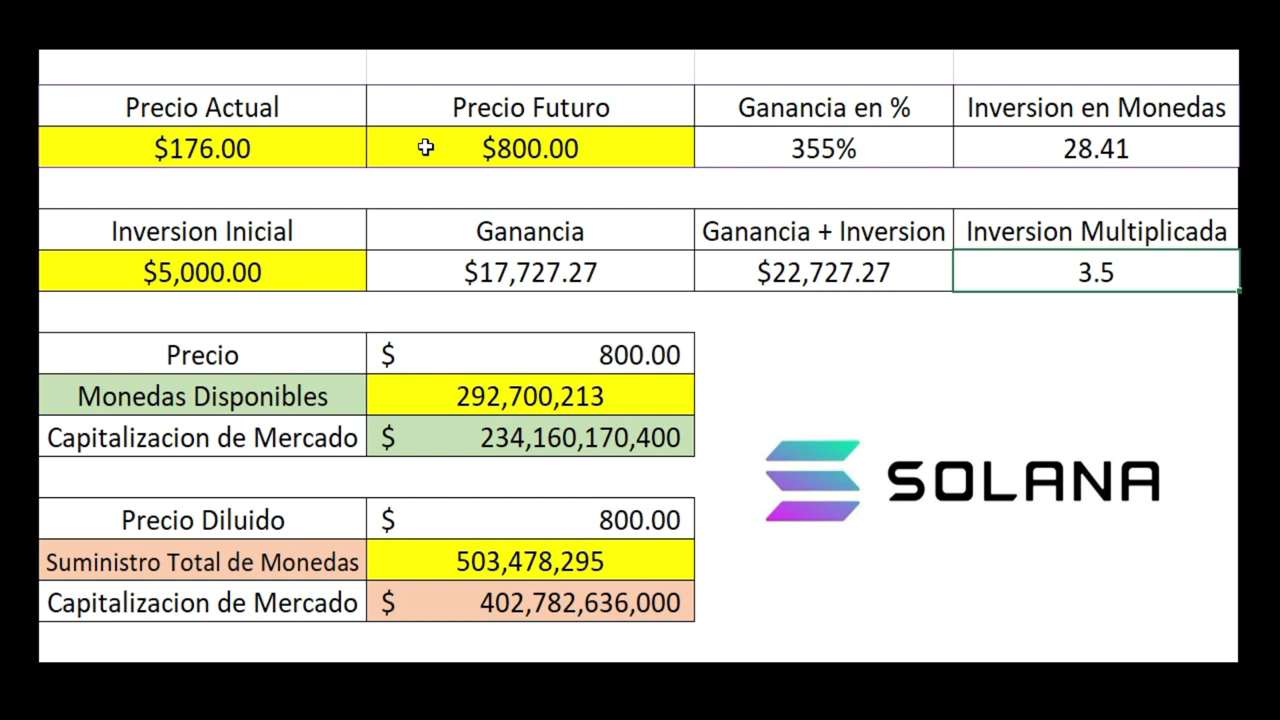 Precio Actual Precio Futuro Ganancia en % Inversion en Monedas
$176.00 $800.00 355% 28.41
Inversion Inicial Ganancia Ganancia + Inversion Inversion Multiplicada
$5,000.00 $17,727.27 $22,727.27 3.5
Precio $ 800.00
Monedas Disponibles 292,700,213
Capitalizacion de Mercado $ 234,160,170,400
SOLANA
Precio Diluido $ 800.00
Suministro Total de Monedas 503,478,295
Capitalizacion de Mercado $ 402,782,636,000